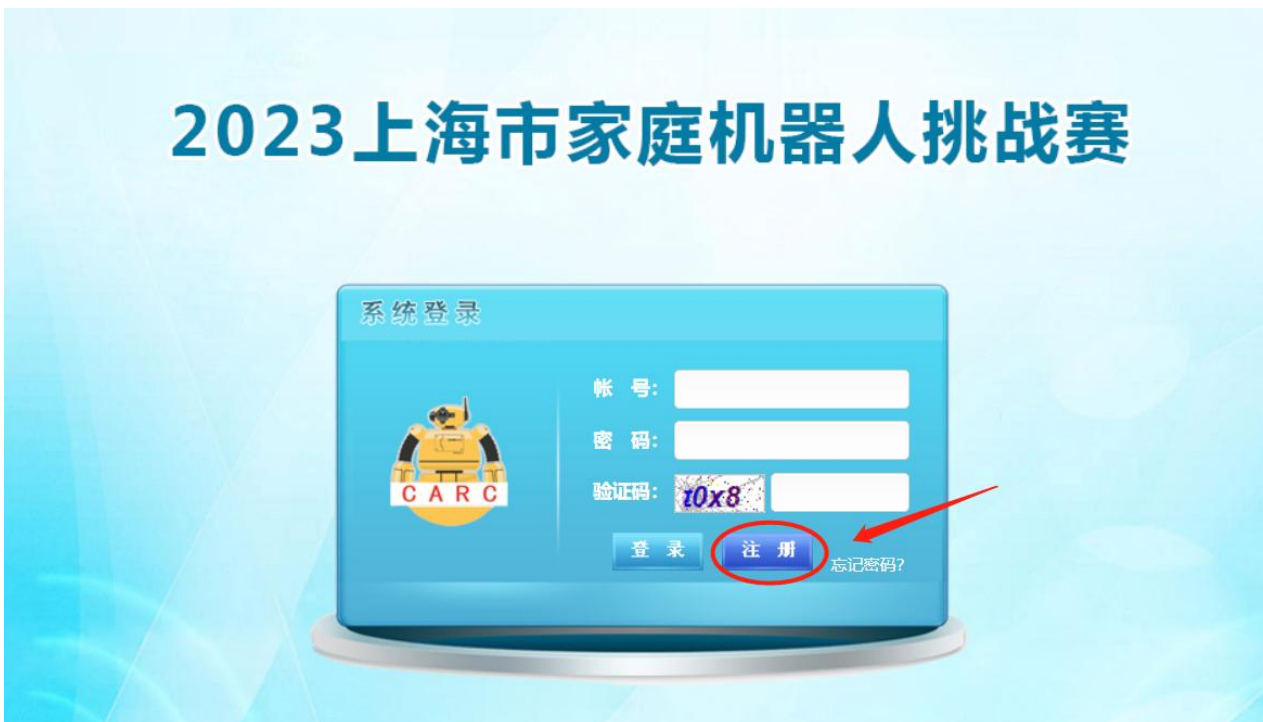 2023上海市家庭机器人挑战赛
系统登录
帐 号:
密 码:
CARC
验证码: t0x8
登 录 注 册 忘记密码?